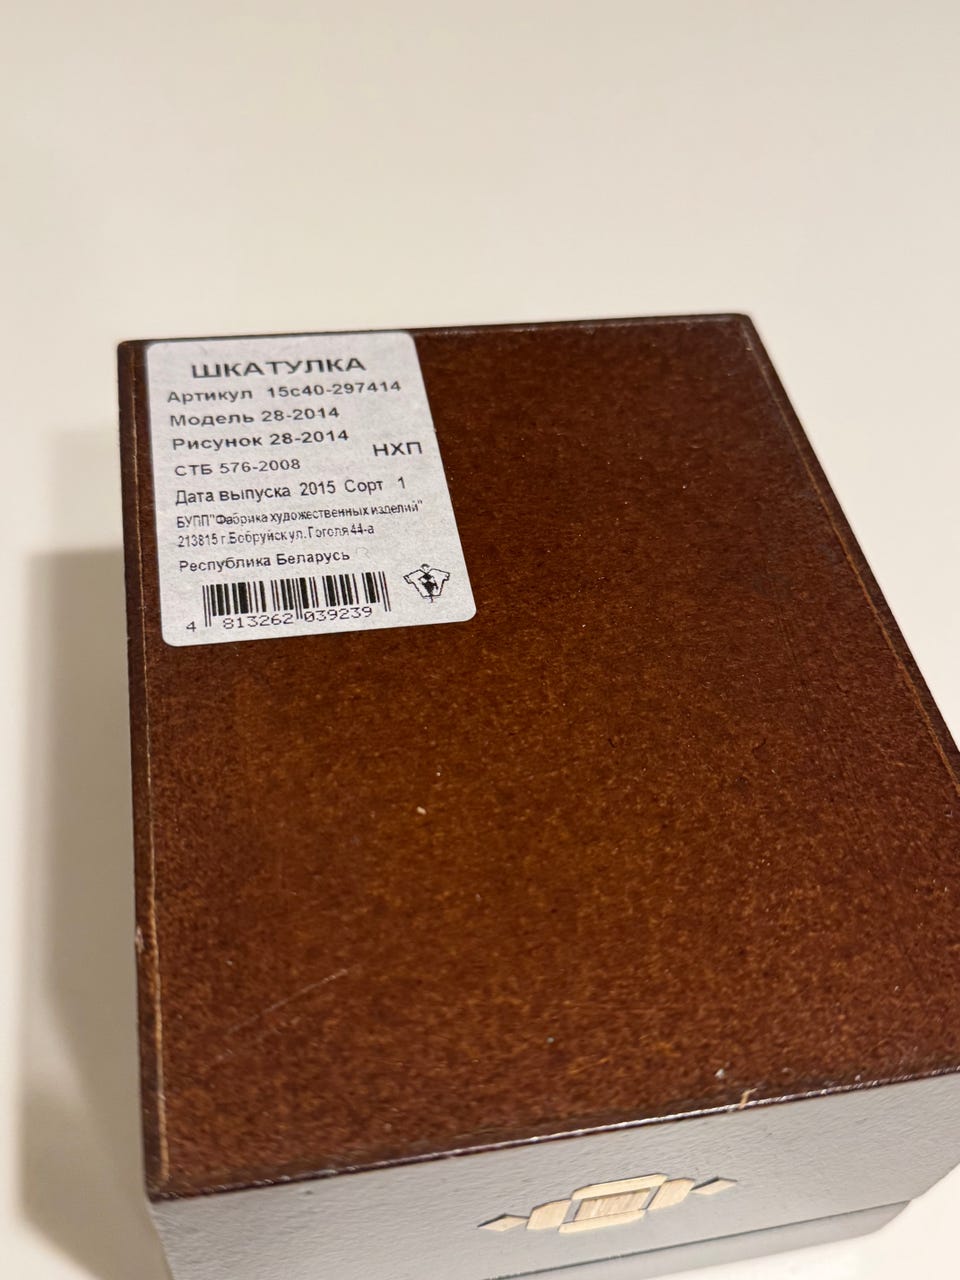 ШКАТУЛКА
Артикул 15с40-297414
Модель 28-2014
Рисунок 28-2014
НХП
СТБ 576-2008
Дата выпуска 2015 Сорт 1
БУПП"Фабрика художественных изделий"
213815 г.Бобруйск ул.Гоголя 44-а
Республика Беларусь
4 813262 039239